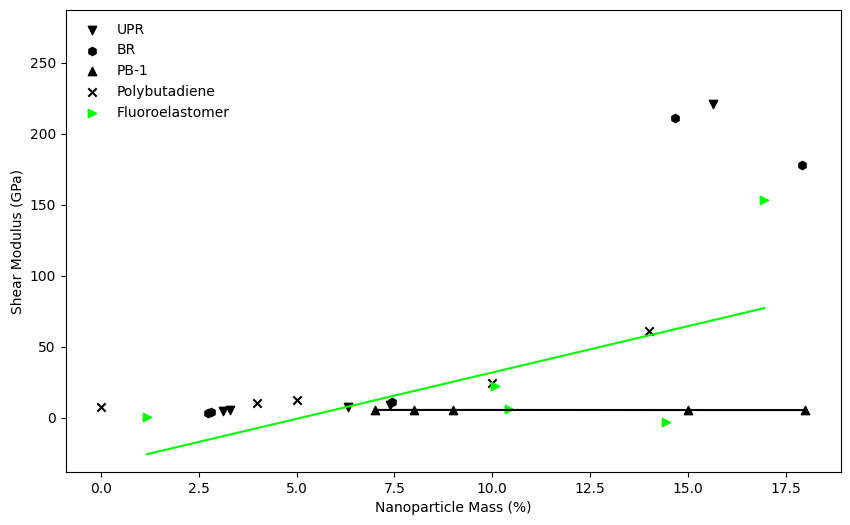 UPR
BR
PB-1
Polybutadiene
Fluoroelastomer
250
200
150
100
50
0
Shear Modulus (GPa)
0.0 2.5 5.0 7.5 10.0 12.5 15.0 17.5
Nanoparticle Mass (%)